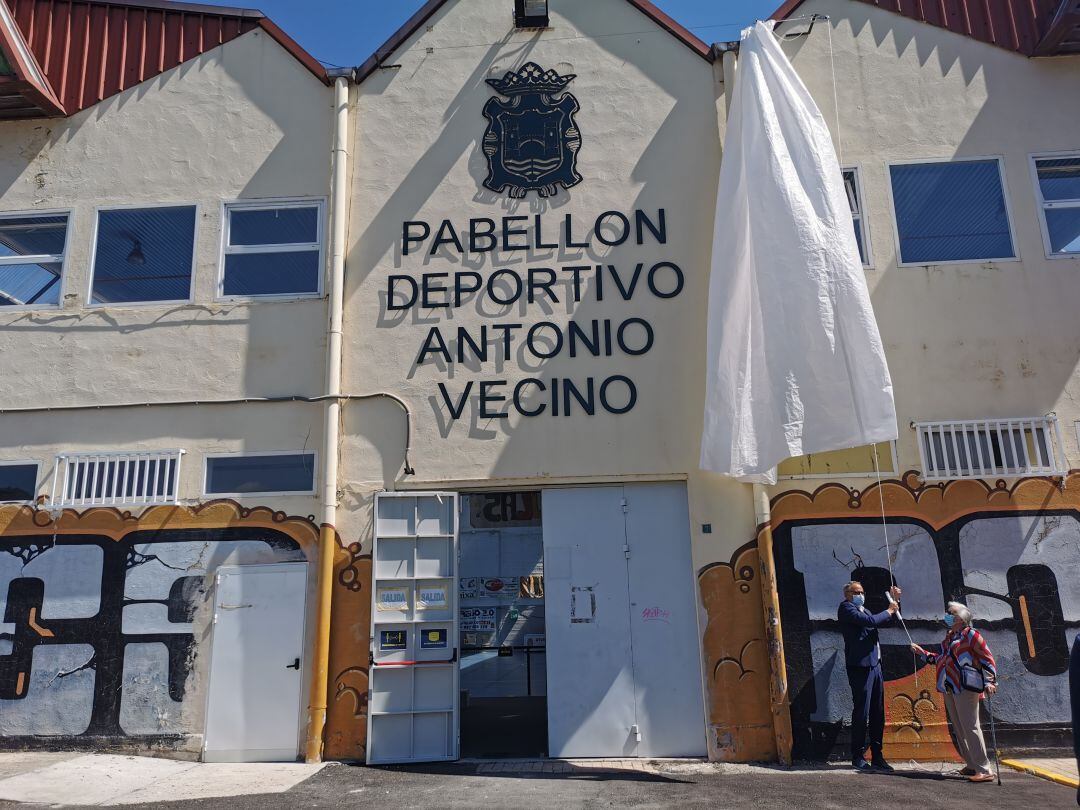 PABELLON
DEPORTIVO
ANTONIO
VECINO
SALIDA
SALIDA